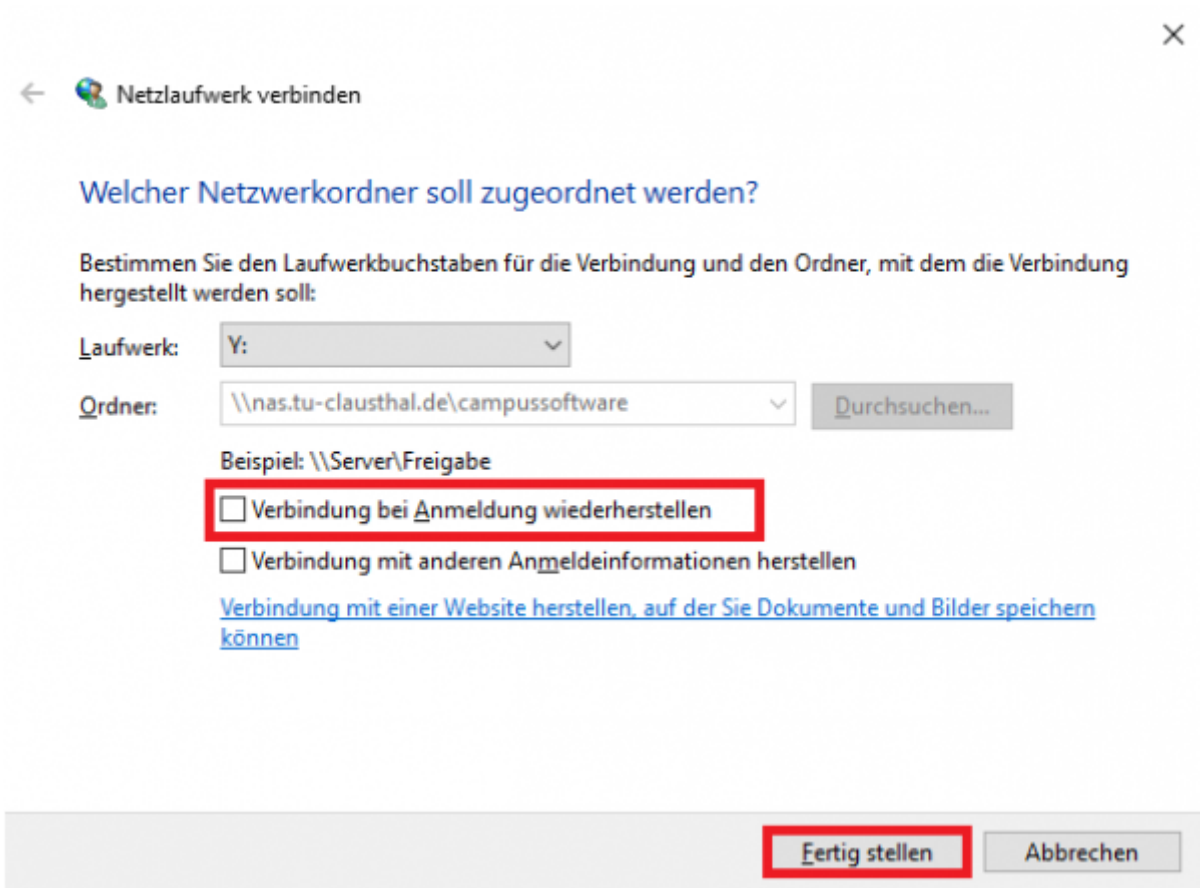 Netzlaufwerk verbinden
Welcher Netzwerkordner soll zugeordnet werden?
Bestimmen Sie den Laufwerkbuchstaben für die Verbindung und den Ordner, mit dem die Verbindung
hergestellt werden soll:
Laufwerk: Y:
Ordner: \\nas.tu-clausthal.de\campussoftware Durchsuchen...
Beispiel: \\Server\Freigabe
Verbindung bei Anmeldung wiederherstellen
Verbindung mit anderen Anmeldeinformationen herstellen
Verbindung mit einer Website herstellen, auf der Sie Dokumente und Bilder speichern
können
Fertig stellen Abbrechen